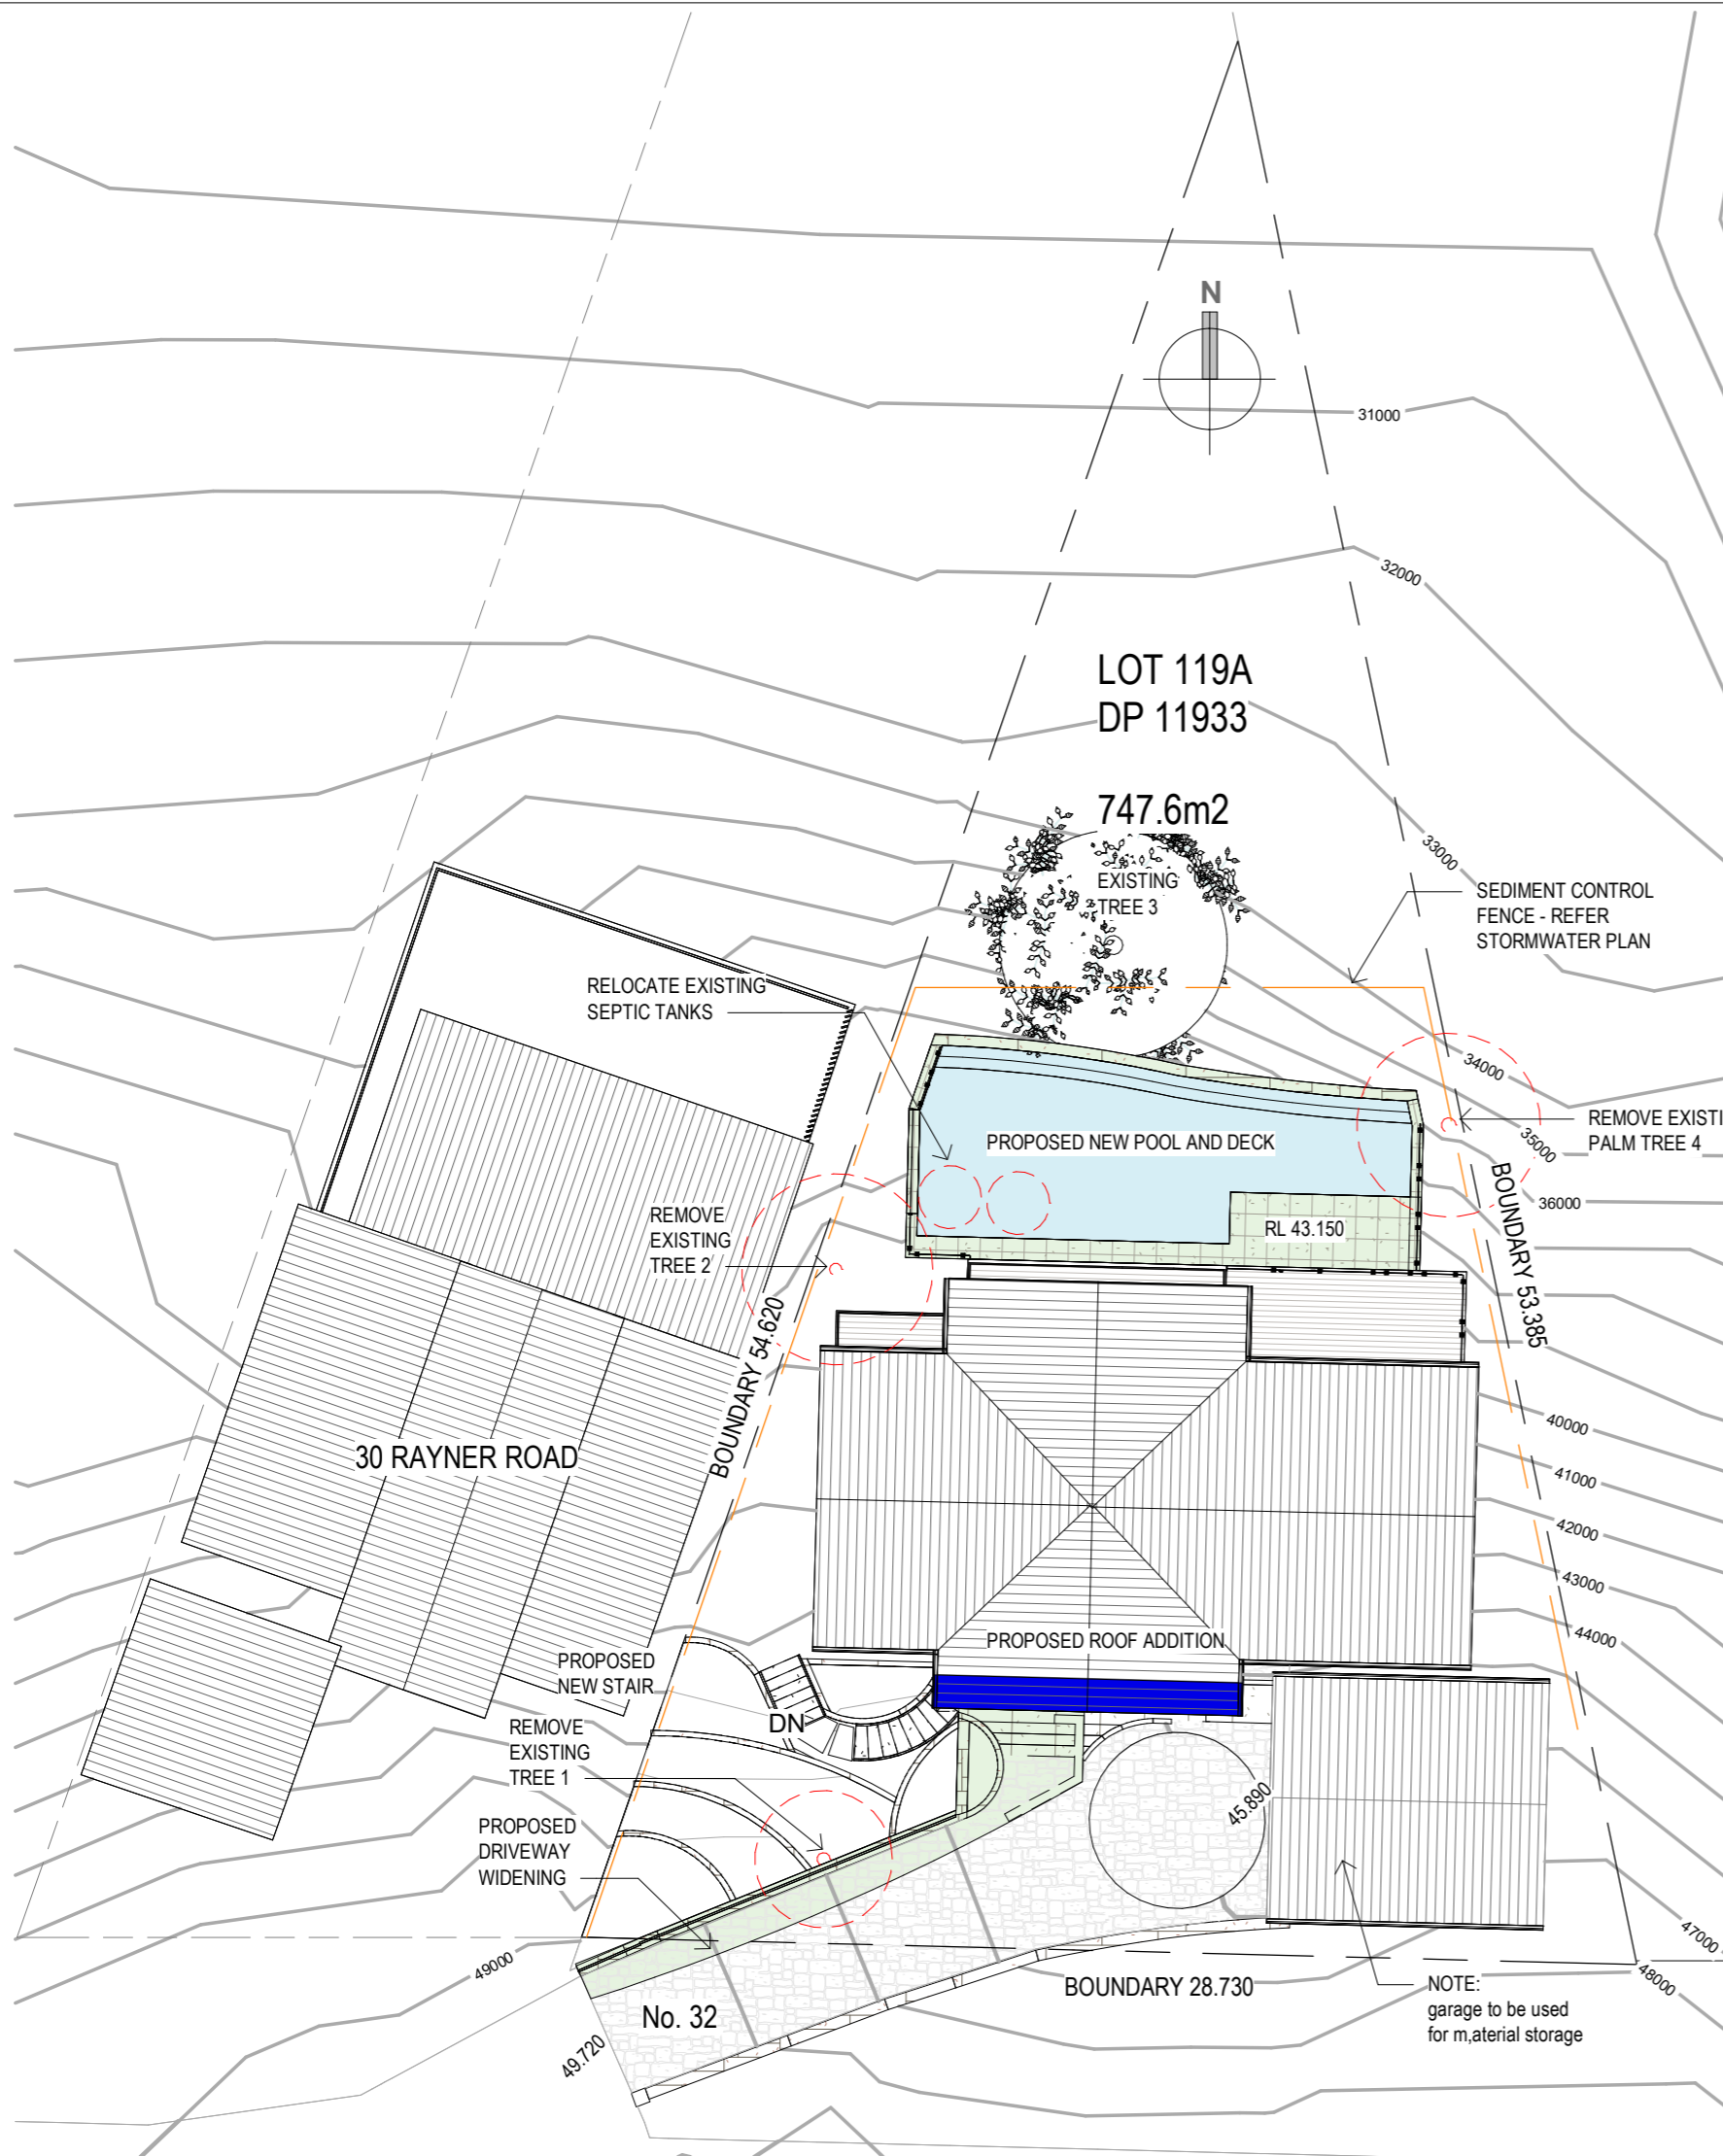 N
31000
32000
LOT 119A
DP 11933
747.6m2
33000
EXISTING
TREE 3
SEDIMENT CONTROL
FENCE - REFER
STORMWATER PLAN
RELOCATE EXISTING
SEPTIC TANKS
34000
REMOVE EXISTI
PALM TREE 4
35000
PROPOSED NEW POOL AND DECK
36000
BOUNDARY 53.385
RL 43.150
REMOVE
EXISTING
TREE 2
BOUNDARY 54.620
40000
30 RAYNER ROAD
41000
42000
43000
44000
PROPOSED ROOF ADDITION
PROPOSED
NEW STAIR
DN
REMOVE
EXISTING
TREE 1
45.890
PROPOSED
DRIVEWAY
WIDENING
47000
49000
48000
BOUNDARY 28.730
NOTE:
garage to be used
for m,aterial storage
No. 32
49.720